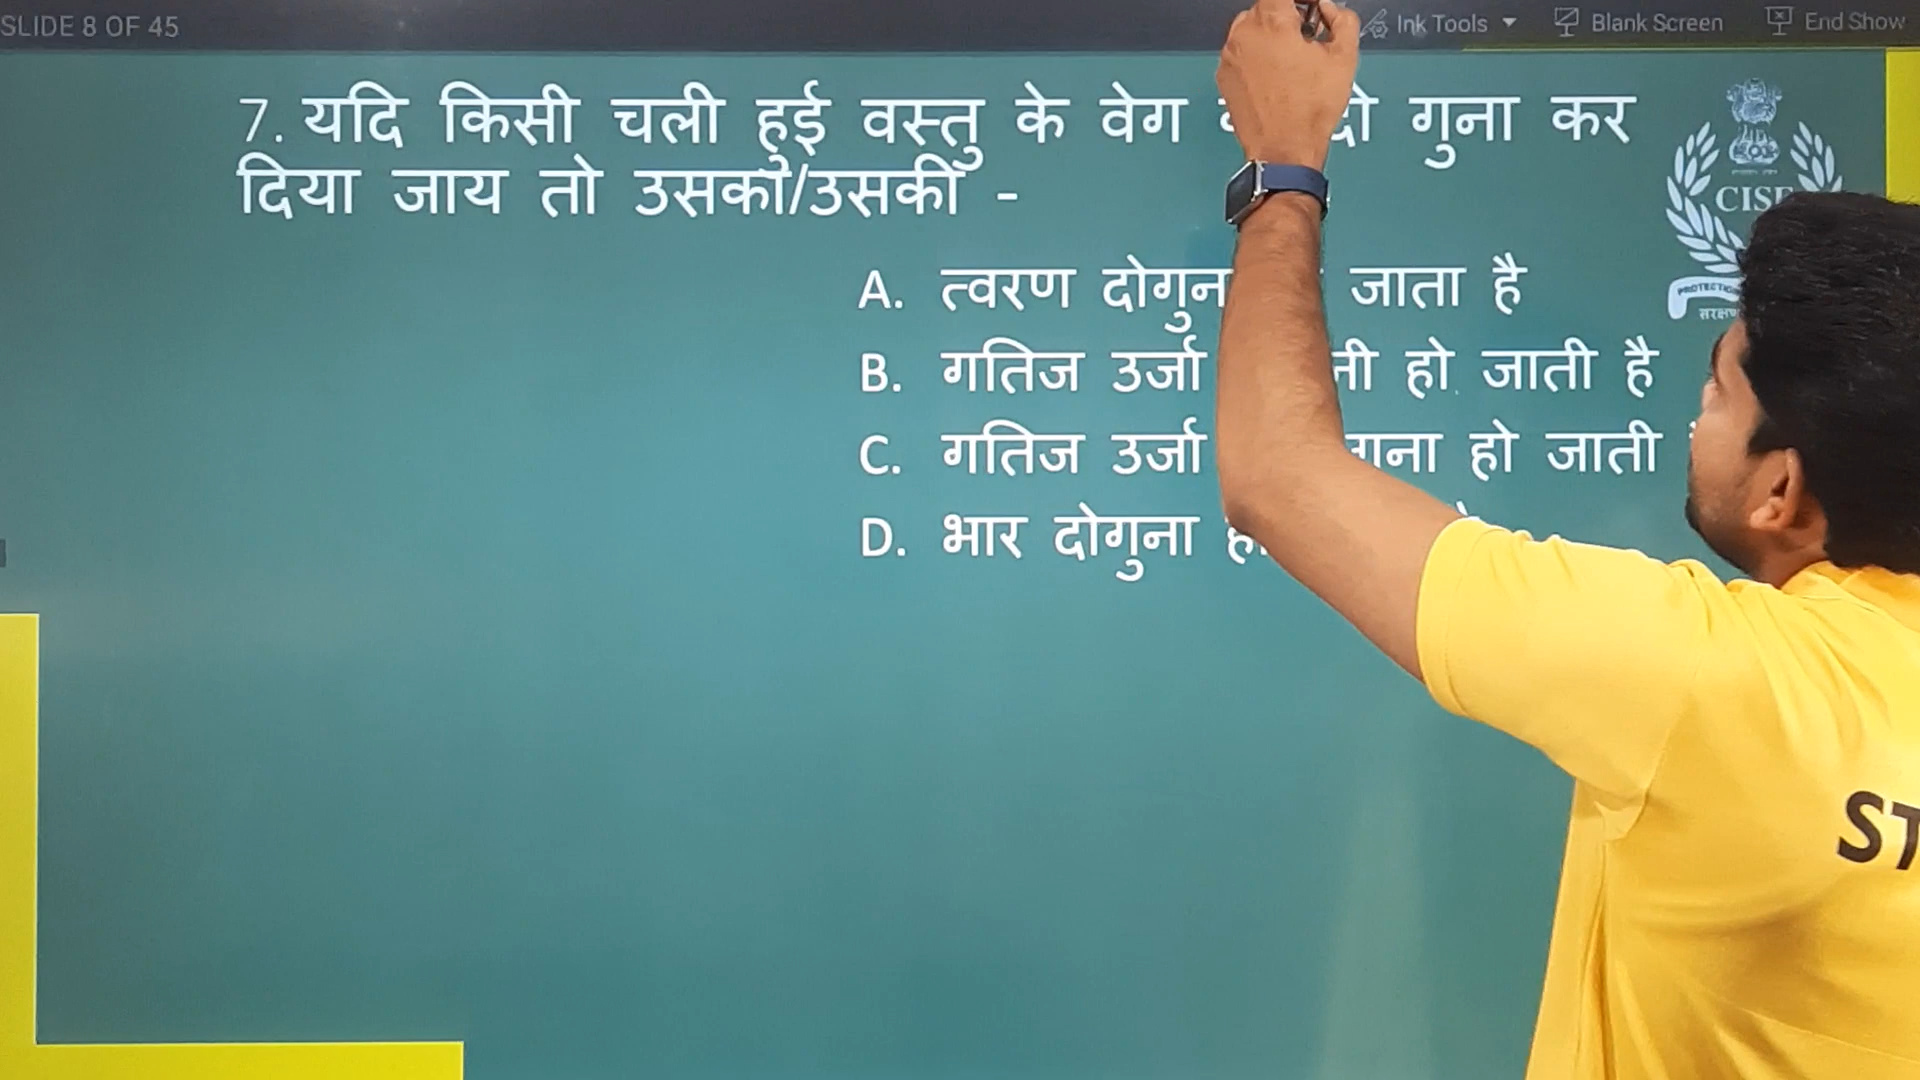 SLIDE 8 OF 45
Ink Tools
Blank Screen
End Show
7. यदि किसी चली हुई वस्तु के वेग दो गुना कर
दिया जाय तो उसको/उसकी -
A. त्वरण जाता है
B. गतिज उर्जा हो जाती है
C. गतिज उर्जा हो जाती
D. भार दोगुना
CISF
ST